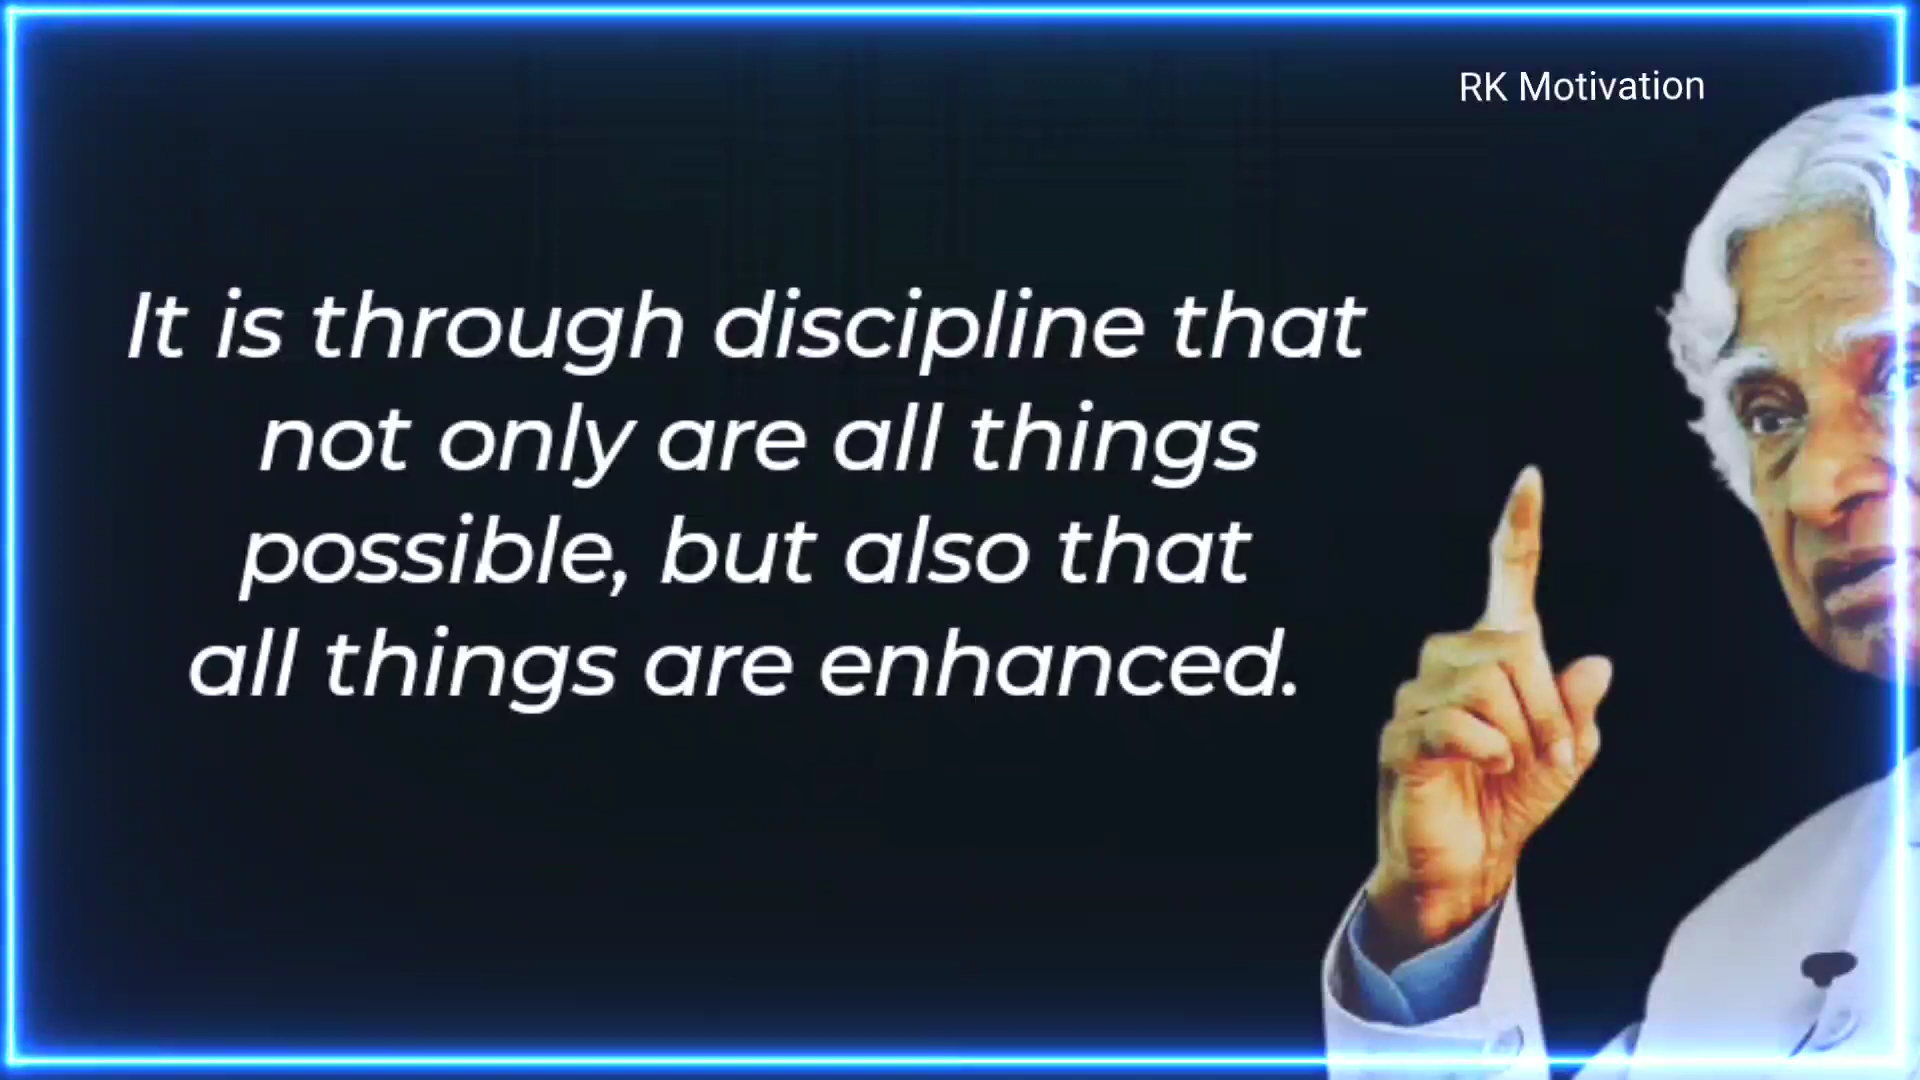 RK Motivation
It is through discipline that
not only are all things
possible, but also that
all things are enhanced.